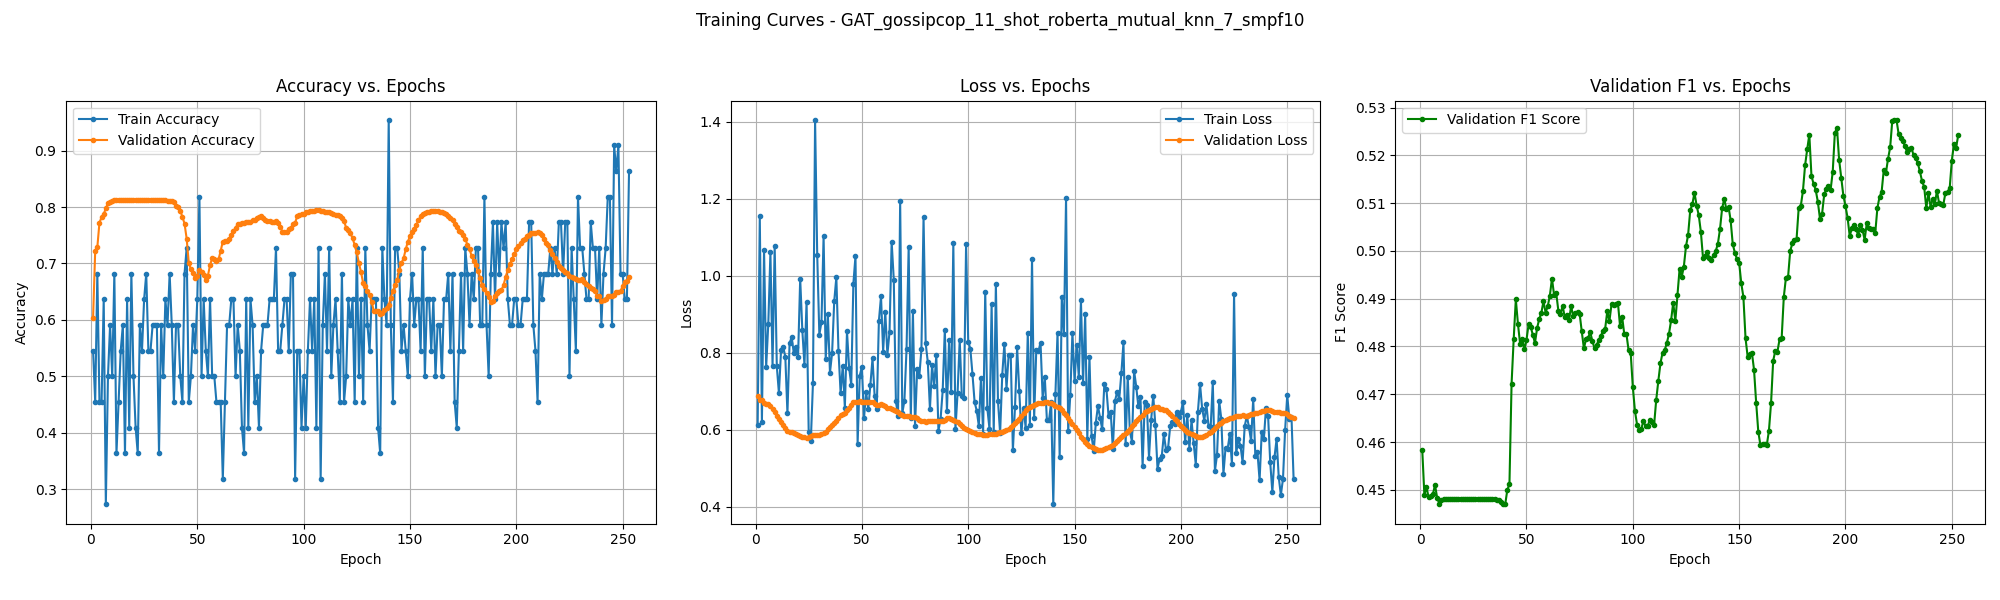 Training Curves - GAT_gossipcop_11_shot_roberta_mutual_knn_7_smpf10
Accuracy vs. Epochs
Train Accuracy
Validation Accuracy
0.9
0.8
0.7
0.6
0.5
0.4
0.3
Accuracy
0 50 100 150 200 250
Epoch
Loss vs. Epochs
Train Loss
Validation Loss
1.4
1.2
1.0
0.8
0.6
0.4
Loss
0 50 100 150 200 250
Epoch
Validation F1 vs. Epochs
Validation F1 Score
0.53
0.52
0.51
0.50
0.49
0.48
0.47
0.46
0.45
F1 Score
0 50 100 150 200 250
Epoch